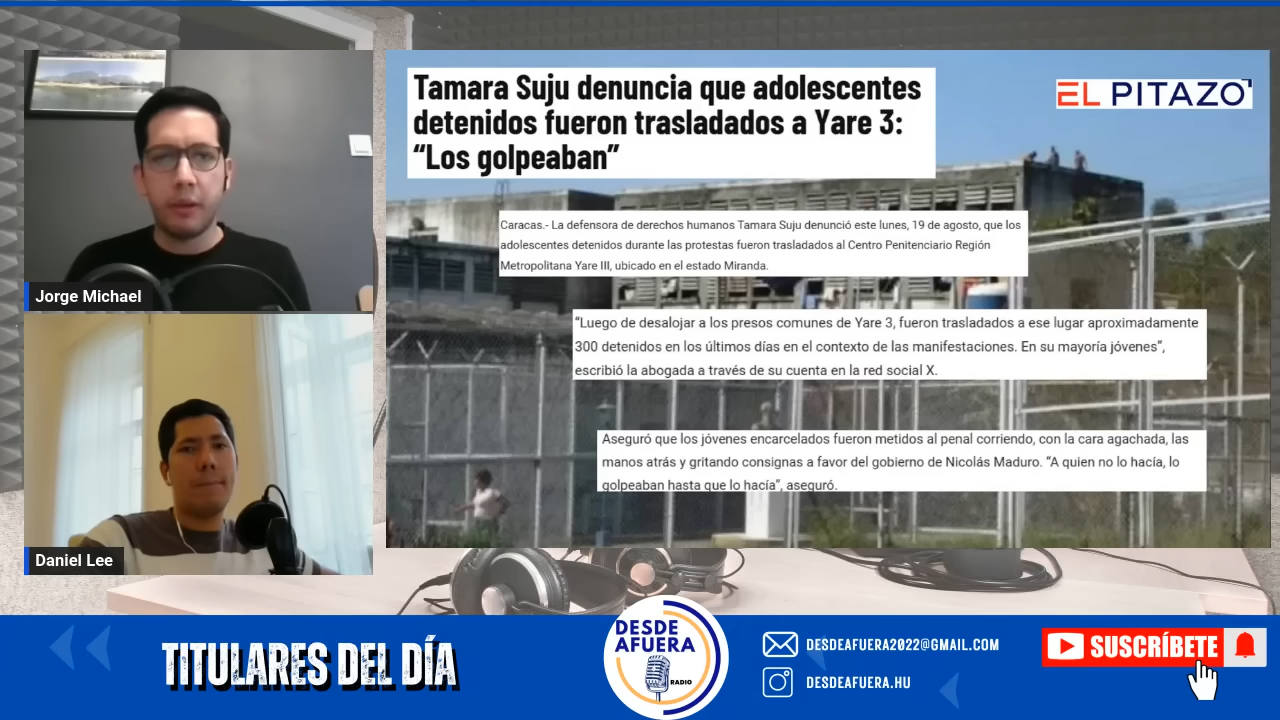 Tamara Suju denuncia que adolescentes
detenidos fueron trasladados a Yare 3:
“Los golpeaban”
EL PITAZO
Caracas.- La defensora de derechos humanos Tamara Suju denunció este lunes, 19 de agosto, que los
adolescentes detenidos durante las protestas fueron trasladados al Centro Penitenciario Región
Metropolitana Yare III, ubicado en el estado Miranda.
“Luego de desalojar a los presos comunes de Yare 3, fueron trasladados a ese lugar aproximadamente
300 detenidos en los últimos días en el contexto de las manifestaciones. En su mayoría jóvenes”,
escribió la abogada a través de su cuenta en la red social X.
Aseguró que los jóvenes encarcelados fueron metidos al penal corriendo, con la cara agachada, las
manos atrás y gritando consignas a favor del gobierno de Nicolás Maduro. “A quien no lo hacía, lo
golpeaban hasta que lo hacía”, aseguró.
Jorge Michael
Daniel Lee
TITULARES DEL DÍA
DESDE
AFUERA
RADIO
DESDEAFUERA2022@GMAIL.COM
DESDEAFUERA.HU
SUSCRÍBETE